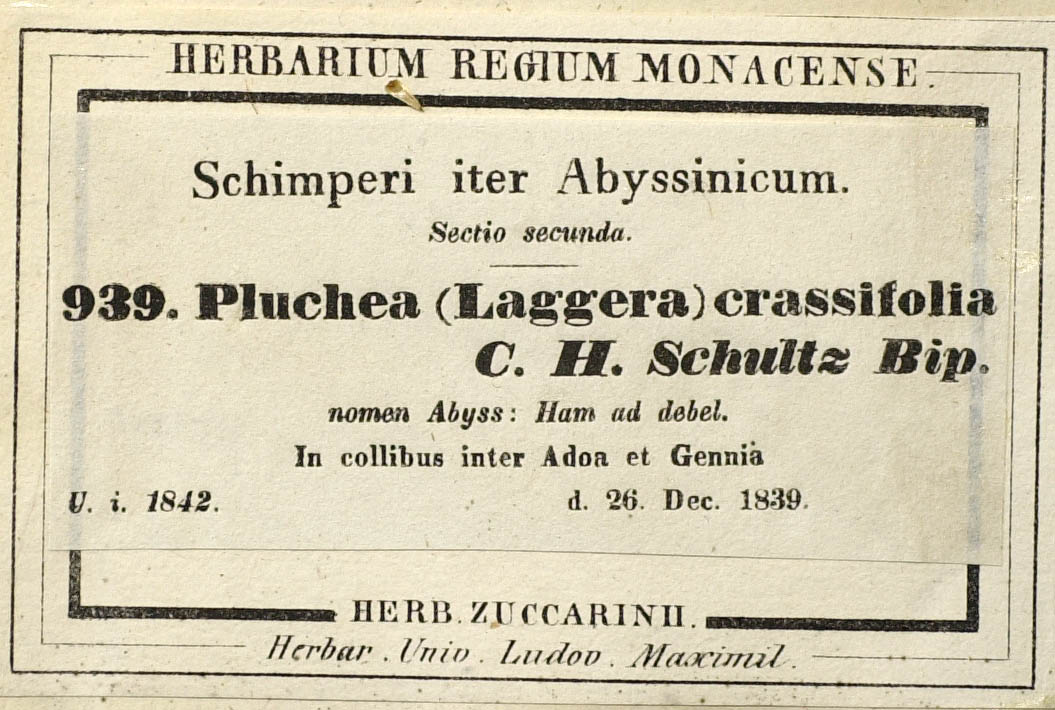 HERBARIUM REGIUM MONACENSE.
Schimperi iter Abyssinicum.
Sectio secunda.
939. Pluchea (Laggera) crassifolia
C. H. Schultz Bip.
nomen Abyss: Ham ad debel.
In collibus inter Adoa et Gennià
U. i. 1842. d. 26. Dec. 1839.
HERB. ZUCCARINII.
Herbar. Univ. Ludov. Maximil.